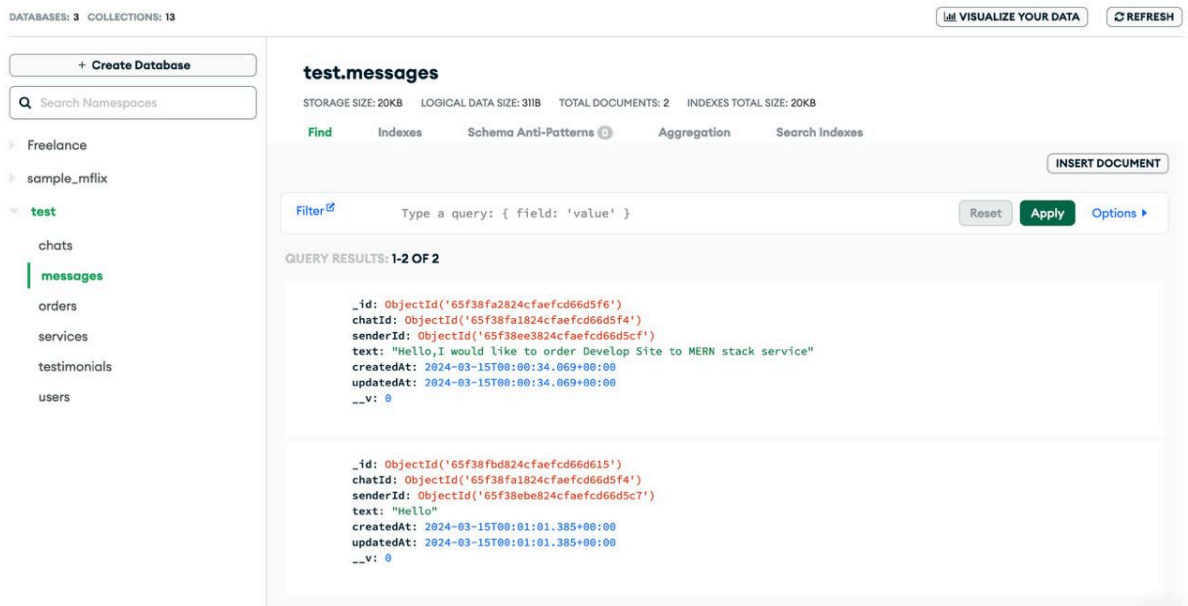 DATABASES: 3 COLLECTIONS: 13
VISUALIZE YOUR DATA
REFRESH
+ Create Database
Search Namespaces
Freelance
sample_mflix
test
chats
messages
orders
services
testimonials
users
test.messages
STORAGE SIZE: 20KB LOGICAL DATA SIZE: 311B TOTAL DOCUMENTS: 2 INDEXES TOTAL SIZE: 20KB
Find Indexes Schema Anti-Patterns 0 Aggregation Search Indexes
INSERT DOCUMENT
Filter Type a query: { field: 'value' } Reset Apply Options
QUERY RESULTS: 1-2 OF 2
_id: ObjectId('65f38fa2824cfaefcd66d5f6')
chatId: ObjectId('65f38fa1824cfaefcd66d5f4')
senderId: ObjectId('65f38ee3824cfaefcd66d5cf')
text: "Hello,I would like to order Develop Site to MERN stack service"
createdAt: 2024-03-15T00:00:34.069+00:00
updatedAt: 2024-03-15T00:00:34.069+00:00
__v: 0
_id: ObjectId('65f38fbd824cfaefcd66d615')
chatId: ObjectId('65f38fa1824cfaefcd66d5f4')
senderId: ObjectId('65f38ebe824cfaefcd66d5c7')
text: "Hello"
createdAt: 2024-03-15T00:01:01.385+00:00
updatedAt: 2024-03-15T00:01:01.385+00:00
__v: 0